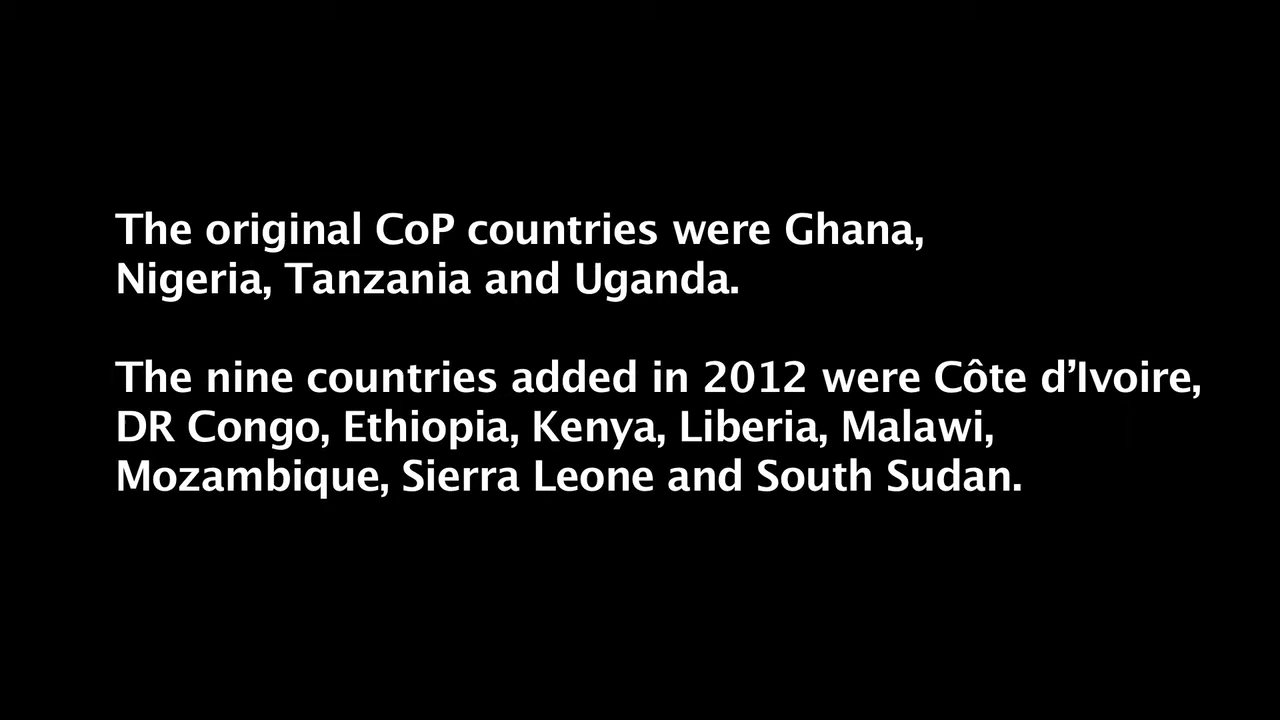 The original CoP countries were Ghana,
Nigeria, Tanzania and Uganda.
The nine countries added in 2012 were Côte d’Ivoire,
DR Congo, Ethiopia, Kenya, Liberia, Malawi,
Mozambique, Sierra Leone and South Sudan.